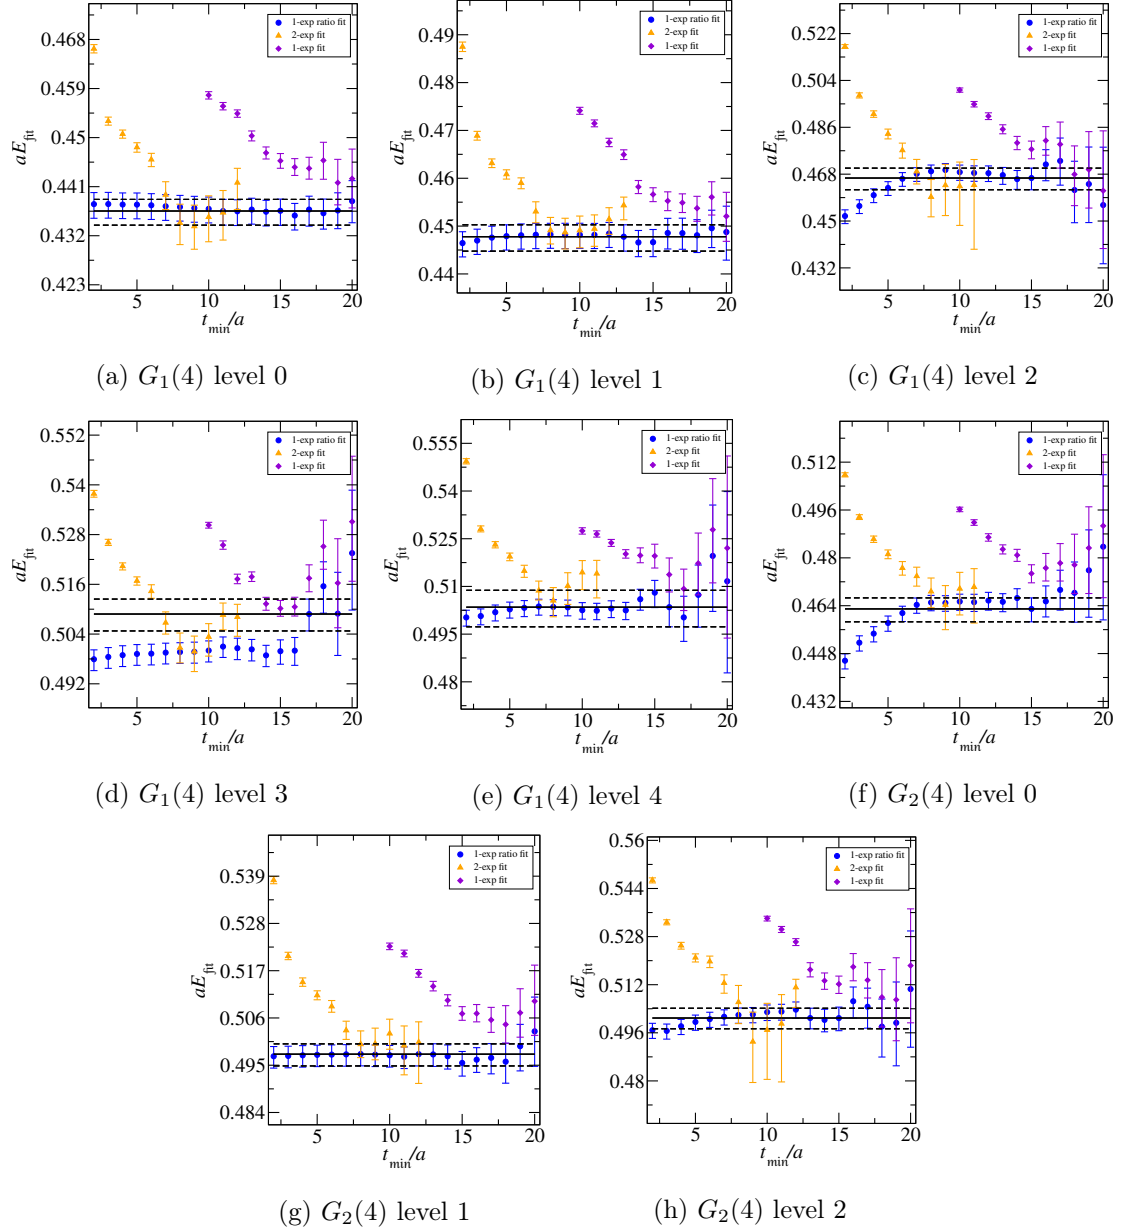 0.468
0.459
0.45
0.441
0.432
0.423
aE_fit
1-exp ratio fit
2-exp fit
1-exp fit
5 10 15 20
t_min/a
(a) G_1(4) level 0
0.49
0.48
0.47
0.46
0.45
0.44
aE_fit
1-exp ratio fit
2-exp fit
1-exp fit
5 10 15 20
t_min/a
(b) G_1(4) level 1
0.522
0.504
0.486
0.468
0.45
0.432
aE_fit
1-exp ratio fit
2-exp fit
1-exp fit
5 10 15 20
t_min/a
(c) G_1(4) level 2
0.552
0.54
0.528
0.516
0.504
0.492
aE_fit
1-exp ratio fit
2-exp fit
1-exp fit
5 10 15 20
t_min/a
(d) G_1(4) level 3
0.555
0.54
0.525
0.51
0.495
0.48
aE_fit
1-exp ratio fit
2-exp fit
1-exp fit
5 10 15 20
t_min/a
(e) G_1(4) level 4
0.512
0.496
0.48
0.464
0.448
0.432
aE_fit
1-exp ratio fit
2-exp fit
1-exp fit
5 10 15 20
t_min/a
(f) G_2(4) level 0
0.539
0.528
0.517
0.506
0.495
0.484
aE_fit
1-exp ratio fit
2-exp fit
1-exp fit
5 10 15 20
t_min/a
(g) G_2(4) level 1
0.56
0.544
0.528
0.512
0.496
0.48
aE_fit
1-exp ratio fit
2-exp fit
1-exp fit
5 10 15 20
t_min/a
(h) G_2(4) level 2